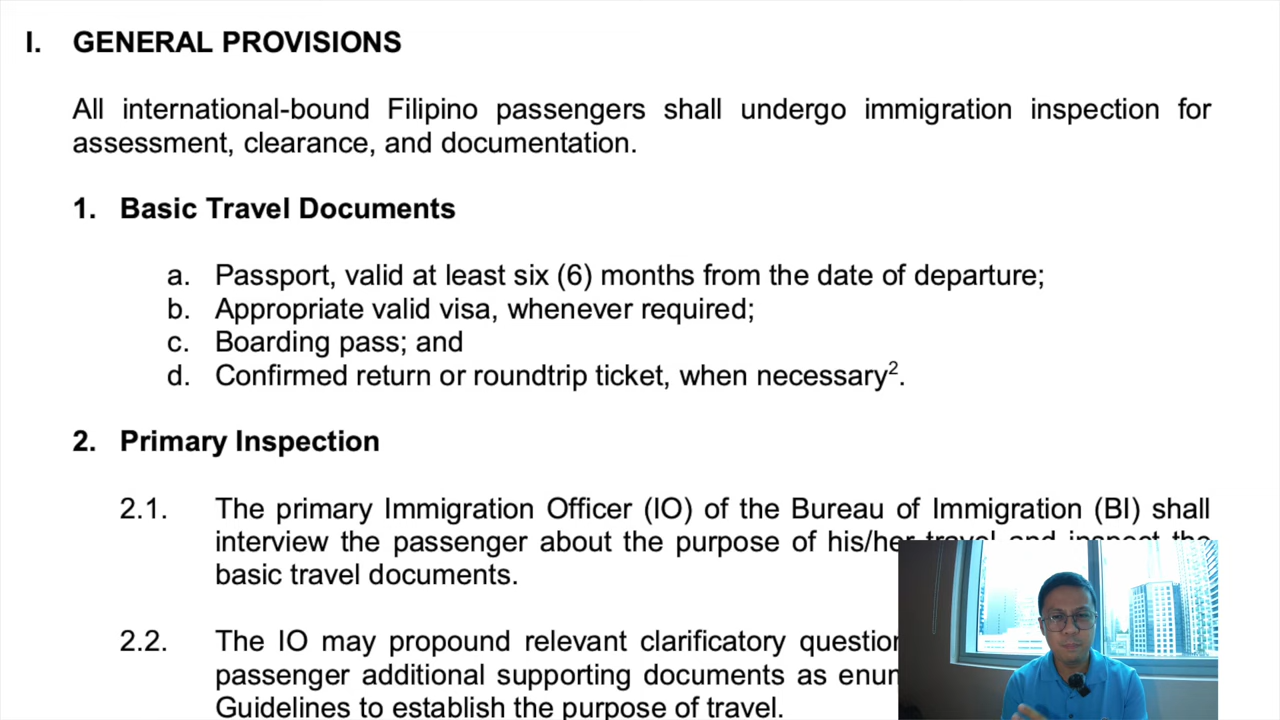 I. GENERAL PROVISIONS
All international-bound Filipino passengers shall undergo immigration inspection for
assessment, clearance, and documentation.
1. Basic Travel Documents
a. Passport, valid at least six (6) months from the date of departure;
b. Appropriate valid visa, whenever required;
c. Boarding pass; and
d. Confirmed return or roundtrip ticket, when necessary².
2. Primary Inspection
2.1. The primary Immigration Officer (IO) of the Bureau of Immigration (BI) shall
interview the passenger about the purpose of his/her travel and inspect the
basic travel documents.
2.2. The IO may propound relevant clarificatory
passenger additional supporting documents as
Guidelines to establish the purpose of travel.